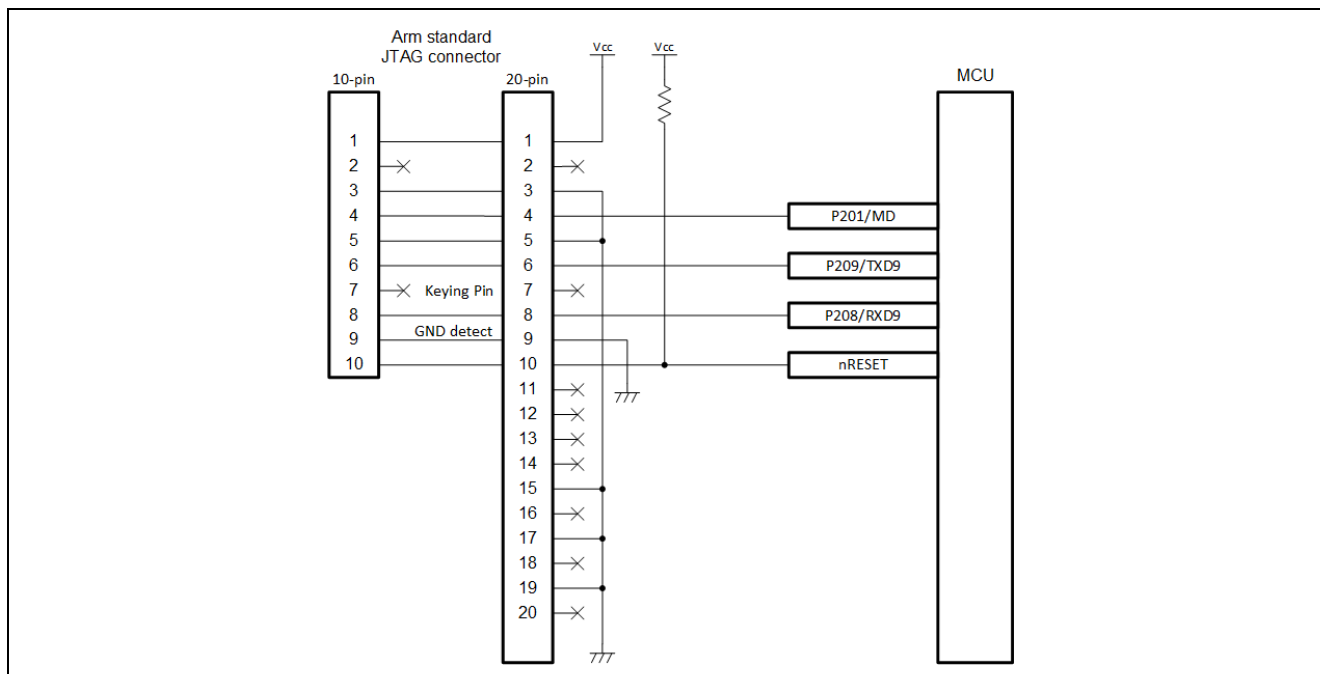 Arm standard
JTAG connector
Vcc
Vcc
10-pin
20-pin
MCU
1
1
2
2
3
3
4
4
P201/MD
5
5
6
6
P209/TXD9
7
Keying Pin
7
8
8
P208/RXD9
GND detect
9
9
10
10
nRESET
11
12
13
14
15
16
17
18
19
20